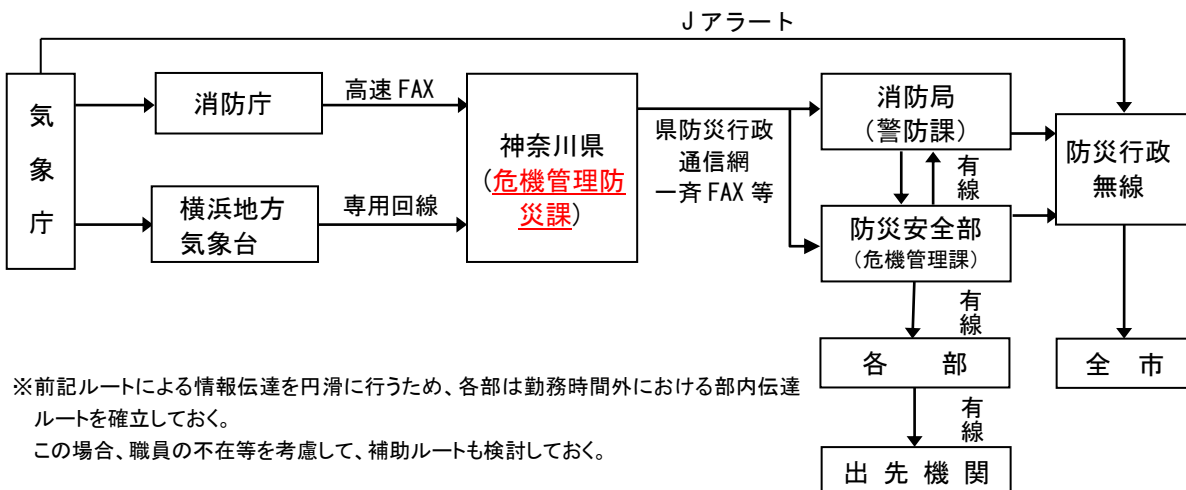 Ｊアラート
気
象
庁
消防庁
高速 FAX
横浜地方
気象台
専用回線
神奈川県
（危機管理防
災課）
県防災行政
通信網
一斉 FAX 等
消防局
（警防課）
有
線
防災安全部
（危機管理課）
有
線
各　　部
有
線
出 先 機 関
防災行政
無線
全　市
※前記ルートによる情報伝達を円滑に行うため、各部は勤務時間外における部内伝達
ルートを確立しておく。
この場合、職員の不在等を考慮して、補助ルートも検討しておく。